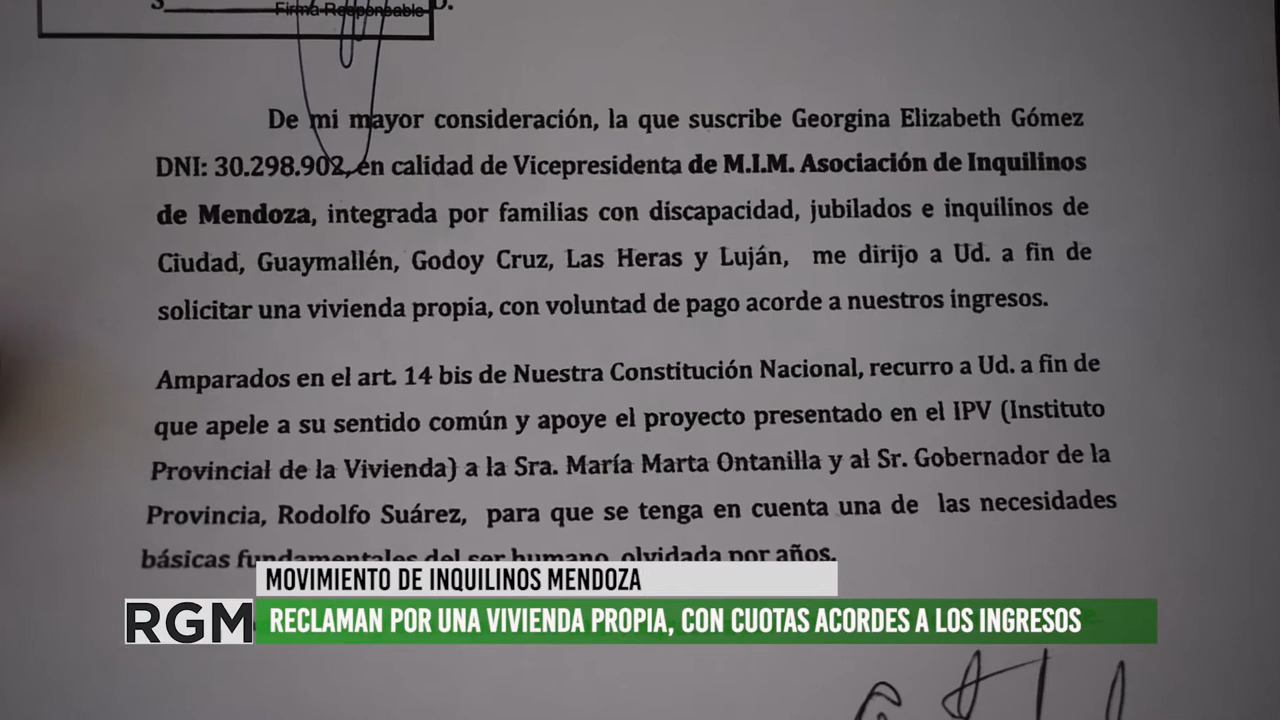 Firma Responsable
De mi mayor consideración, la que suscribe Georgina Elizabeth Gómez
DNI: 30.298.902, en calidad de Vicepresidenta de M.I.M. Asociación de Inquilinos
de Mendoza, integrada por familias con discapacidad, jubilados e inquilinos de
Ciudad, Guaymallén, Godoy Cruz, Las Heras y Luján, me dirijo a Ud. a fin de
solicitar una vivienda propia, con voluntad de pago acorde a nuestros ingresos.
Amparados en el art. 14 bis de Nuestra Constitución Nacional, recurro a Ud. a fin de
que apele a su sentido común y apoye el proyecto presentado en el IPV (Instituto
Provincial de la Vivienda) a la Sra. María Marta Ontanilla y al Sr. Gobernador de la
Provincia, Rodolfo Suárez, para que se tenga en cuenta una de las necesidades
básicas fundamentales del ser humano, olvidada por años.
MOVIMIENTO DE INQUILINOS MENDOZA
RGM RECLAMAN POR UNA VIVIENDA PROPIA, CON CUOTAS ACORDES A LOS INGRESOS